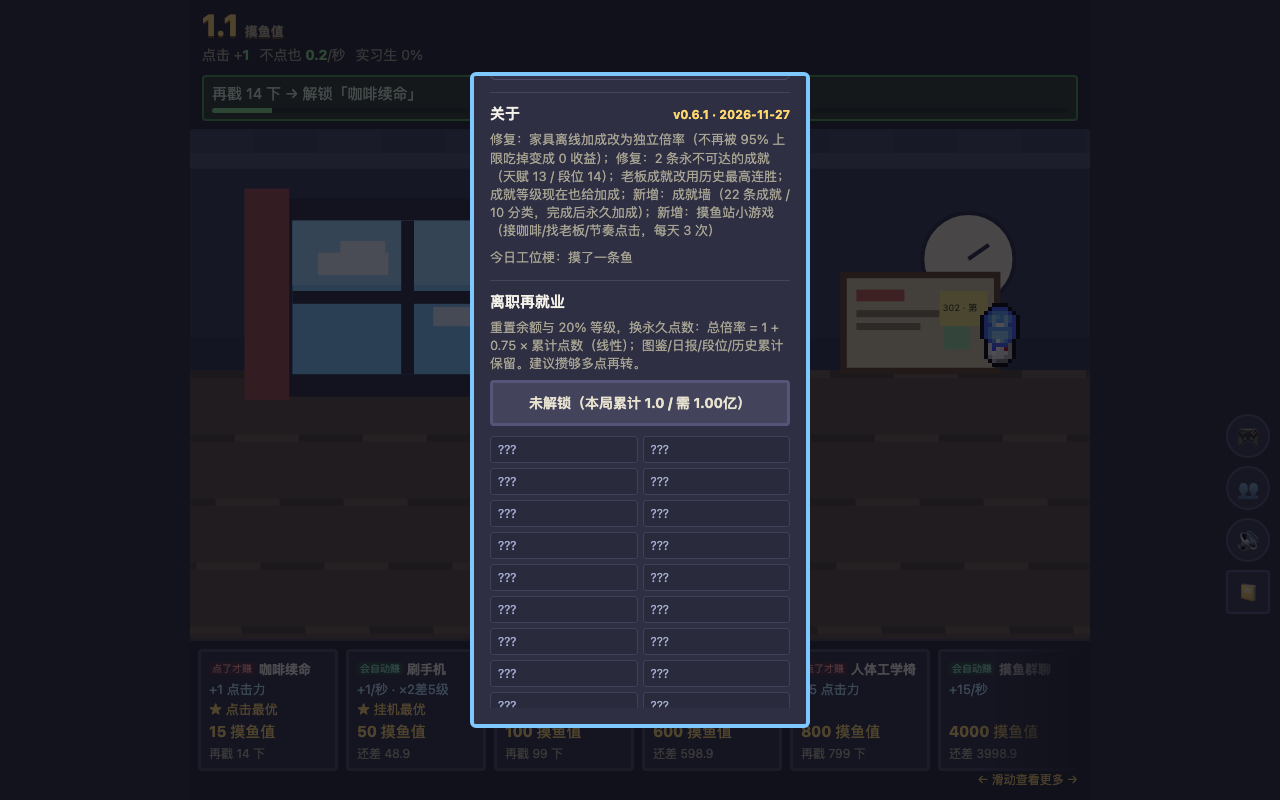 1.1 摸鱼值
点击 +1 不点也 0.2/秒 实习生 0%
再戳 14 下 → 解锁「咖啡续命」
关于 v0.6.1 · 2026-11-27
修复：家具离线加成改为独立倍率（不再被 95% 上
限吃掉变成 0 收益）；修复：2 条永不可达的成就
（天赋 13 / 段位 14）；老板成就改用历史最高连胜；
成就等级现在也给加成；新增：成就墙（22 条成就 /
10 分类，完成后永久加成）；新增：摸鱼站小游戏
（接咖啡/找老板/节奏点击，每天 3 次）
今日工位梗：摸了一条鱼
离职再就业
重置余额与 20% 等级，换永久点数：总倍率 = 1 +
0.75 × 累计点数（线性）；图鉴/日报/段位/历史累计
保留。建议攒够多点再转。
未解锁（本局累计 1.0 / 需 1.00亿）
??? ???
??? ???
??? ???
??? ???
??? ???
??? ???
??? ???
??? ???
??? ???
302 · 第
点了才赚 咖啡续命
+1 点击力
★ 点击最优
15 摸鱼值
再戳 14 下
会自动赚 刷手机
+1/秒 · ×2差5级
★ 挂机最优
50 摸鱼值
还差 48.9
100 摸鱼值
再戳 99 下
600 摸鱼值
还差 598.9
点了才赚 人体工学椅
5 点击力
800 摸鱼值
再戳 799 下
会自动赚 摸鱼群聊
+15/秒
4000 摸鱼值
还差 3998.9
← 滑动查看更多 →